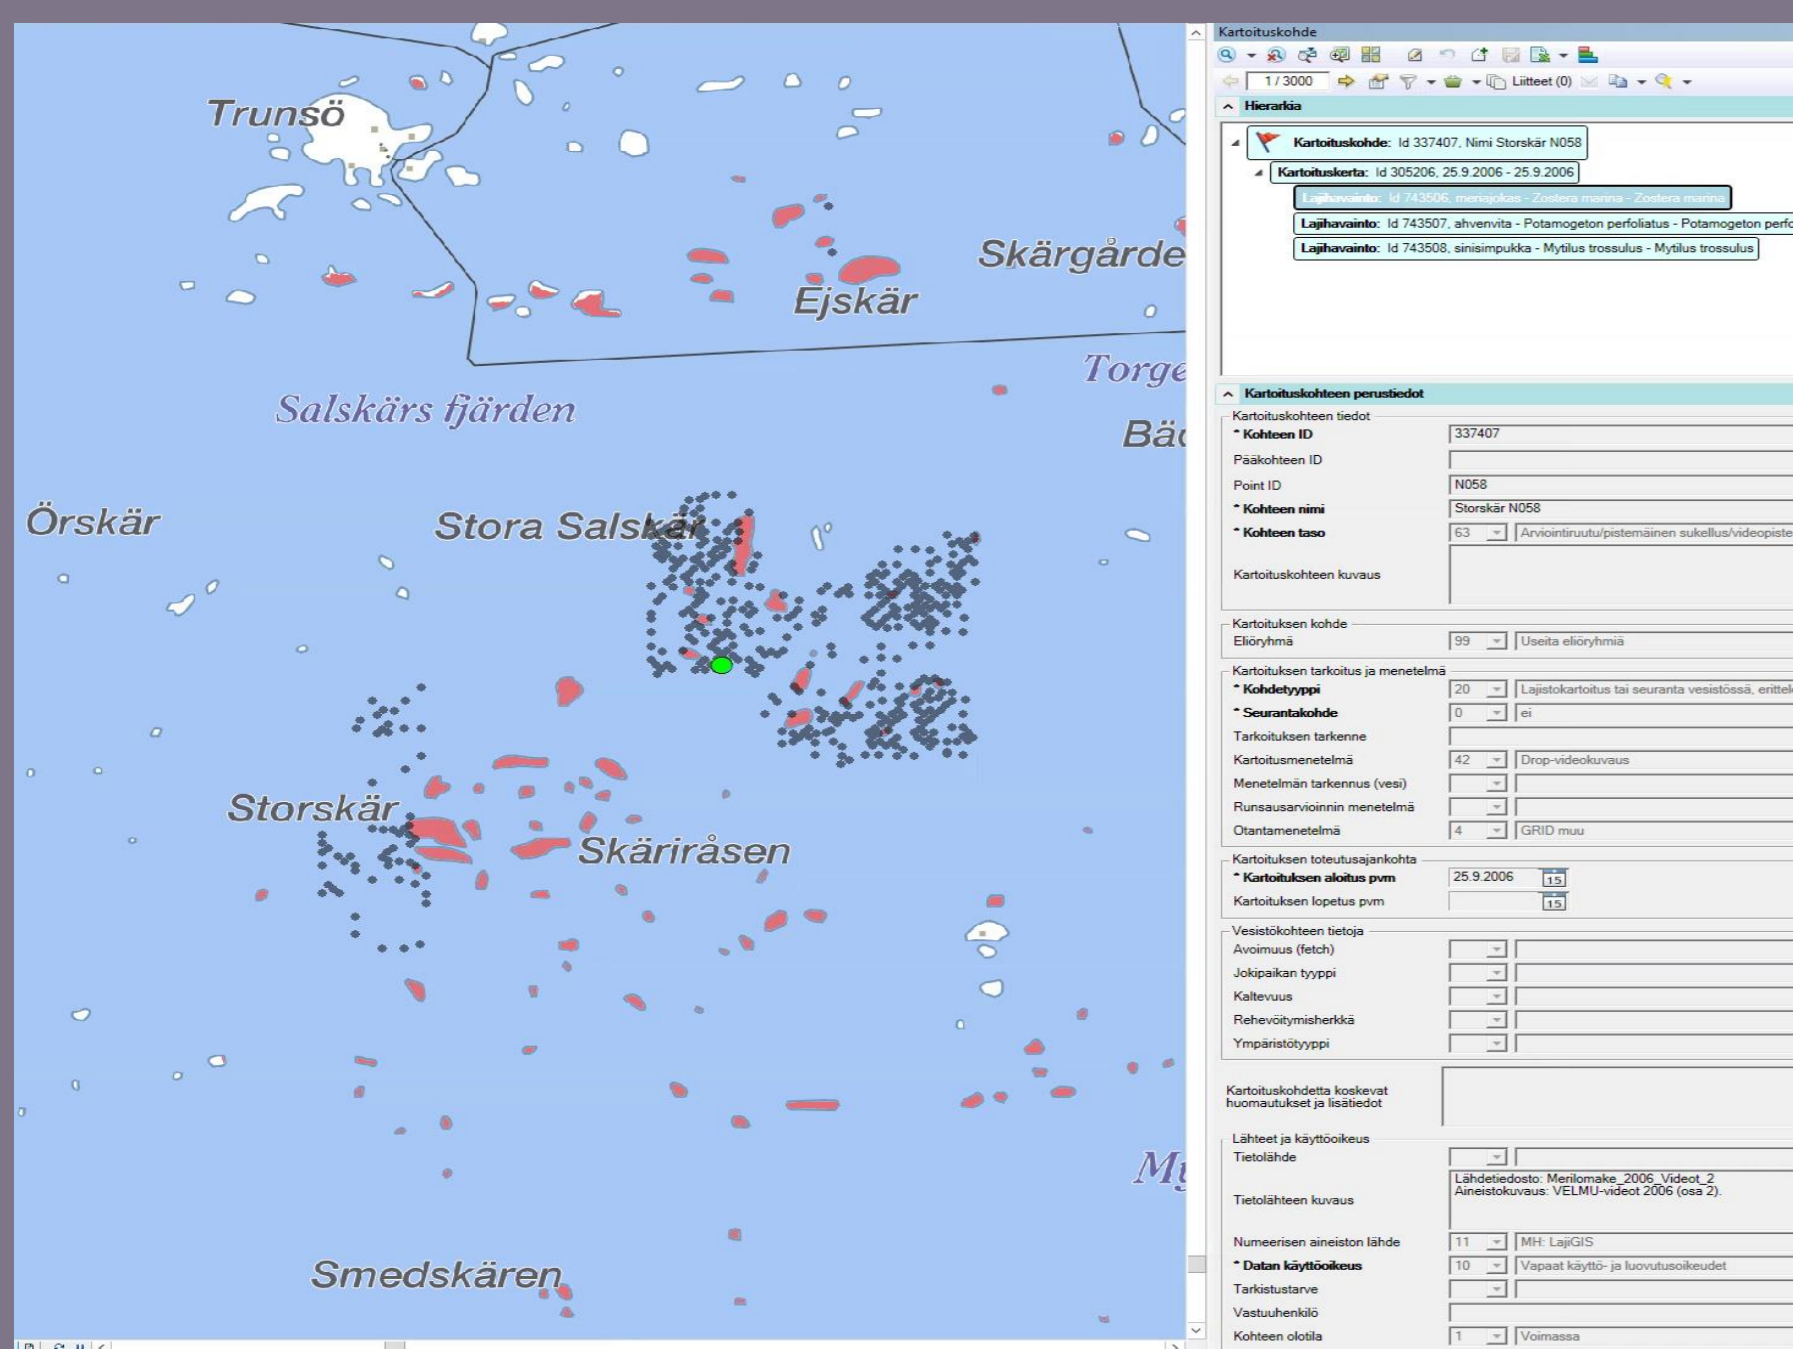 Trunsö
Skärgårde
Ejskär
Torge
Salskärs fjärden
Örskär
Stora Salskär
Storskär
Skäriråsen
Smedskären
Kartoituskohde
1 / 3000
Liitteet (0)
Hierarkia
Kartoituskohde: Id 337407, Nimi Storskär N058
Kartoituskerta: Id 305206, 25.9.2006 - 25.9.2006
Lajihavainto: Id 743506, meriajokas - Zostera marina - Zostera marina
Lajihavainto: Id 743507, ahvenvita - Potamogeton perfoliatus - Potamogeton perfo
Lajihavainto: Id 743508, sinisimpukka - Mytilus trossulus - Mytilus trossulus
Kartoituskohteen perustiedot
Kartoituskohteen tiedot
* Kohteen ID 337407
Pääkohteen ID
Point ID N058
* Kohteen nimi Storskär N058
* Kohteen taso 63 Arviointiruutu/pistemäinen sukellus/videopiste
Kartoituskohteen kuvaus
Kartoituksen kohde
Eliöryhmä 99 Useita eliöryhmiä
Kartoituksen tarkoitus ja menetelmä
* Kohdetyyppi 20 Lajistokartoitus tai seuranta vesistössä, erittel
* Seurantakohde 0 ei
Tarkoituksen tarkenne
Kartoitusmenetelmä 42 Drop-videokuvaus
Menetelmän tarkennus (vesi)
Runsausarvioinnin menetelmä
Otantamenetelmä 4 GRID muu
Kartoituksen toteutusajankohta
* Kartoituksen aloitus pvm 25.9.2006 15
Kartoituksen lopetus pvm 15
Vesistökohteen tietoja
Avoimuus (fetch)
Jokipaikan tyyppi
Kaltevuus
Rehevöitymisherkkä
Ympäristötyyppi
Kartoituskohdetta koskevat
huomautukset ja lisätiedot
Lähteet ja käyttöoikeus
Tietolähde
Tietolähteen kuvaus
Lähdetiedosto: Merilomake_2006_Videot_2
Aineistokuvaus: VELMU-videot 2006 (osa 2).
Numeerisen aineiston lähde 11 MH: LajiGIS
* Datan käyttöoikeus 10 Vapaat käyttö- ja luovutusoikeudet
Tarkistustarve
Vastuuhenkilö
Kohteen olotila 1 Voimassa